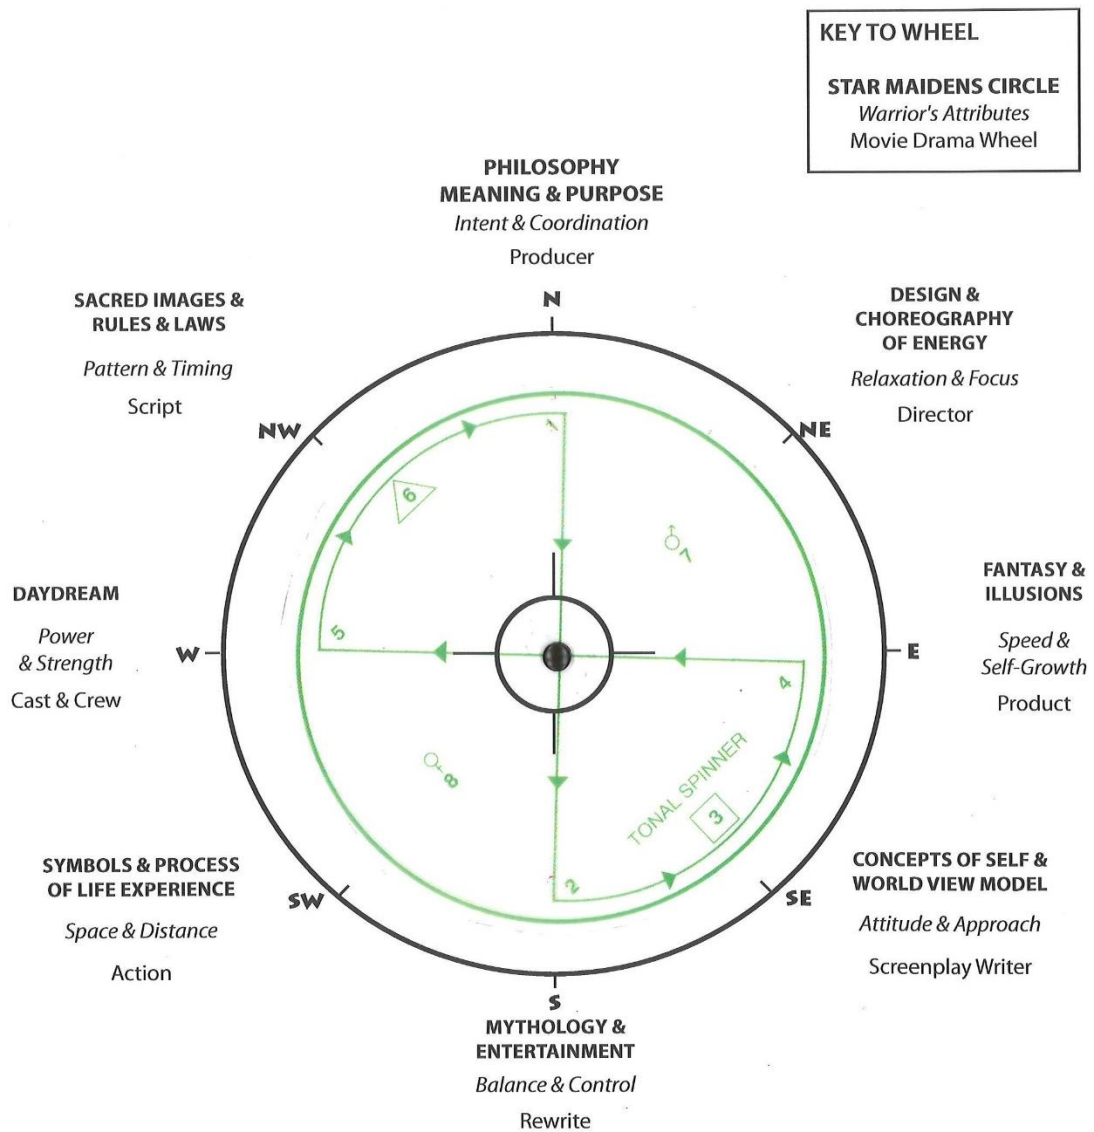 KEY TO WHEEL
STAR MAIDENS CIRCLE
Warrior's Attributes
Movie Drama Wheel
PHILOSOPHY
MEANING & PURPOSE
Intent & Coordination
Producer
N
SACRED IMAGES &
RULES & LAWS
Pattern & Timing
Script
NW
DESIGN &
CHOREOGRAPHY
OF ENERGY
Relaxation & Focus
Director
NE
1
6
7
DAYDREAM
Power
& Strength
Cast & Crew
W
5
FANTASY &
ILLUSIONS
Speed &
Self-Growth
Product
E
4
8
TONAL SPINNER
3
2
SYMBOLS & PROCESS
OF LIFE EXPERIENCE
Space & Distance
Action
SW
CONCEPTS OF SELF &
WORLD VIEW MODEL
Attitude & Approach
Screenplay Writer
SE
S
MYTHOLOGY &
ENTERTAINMENT
Balance & Control
Rewrite